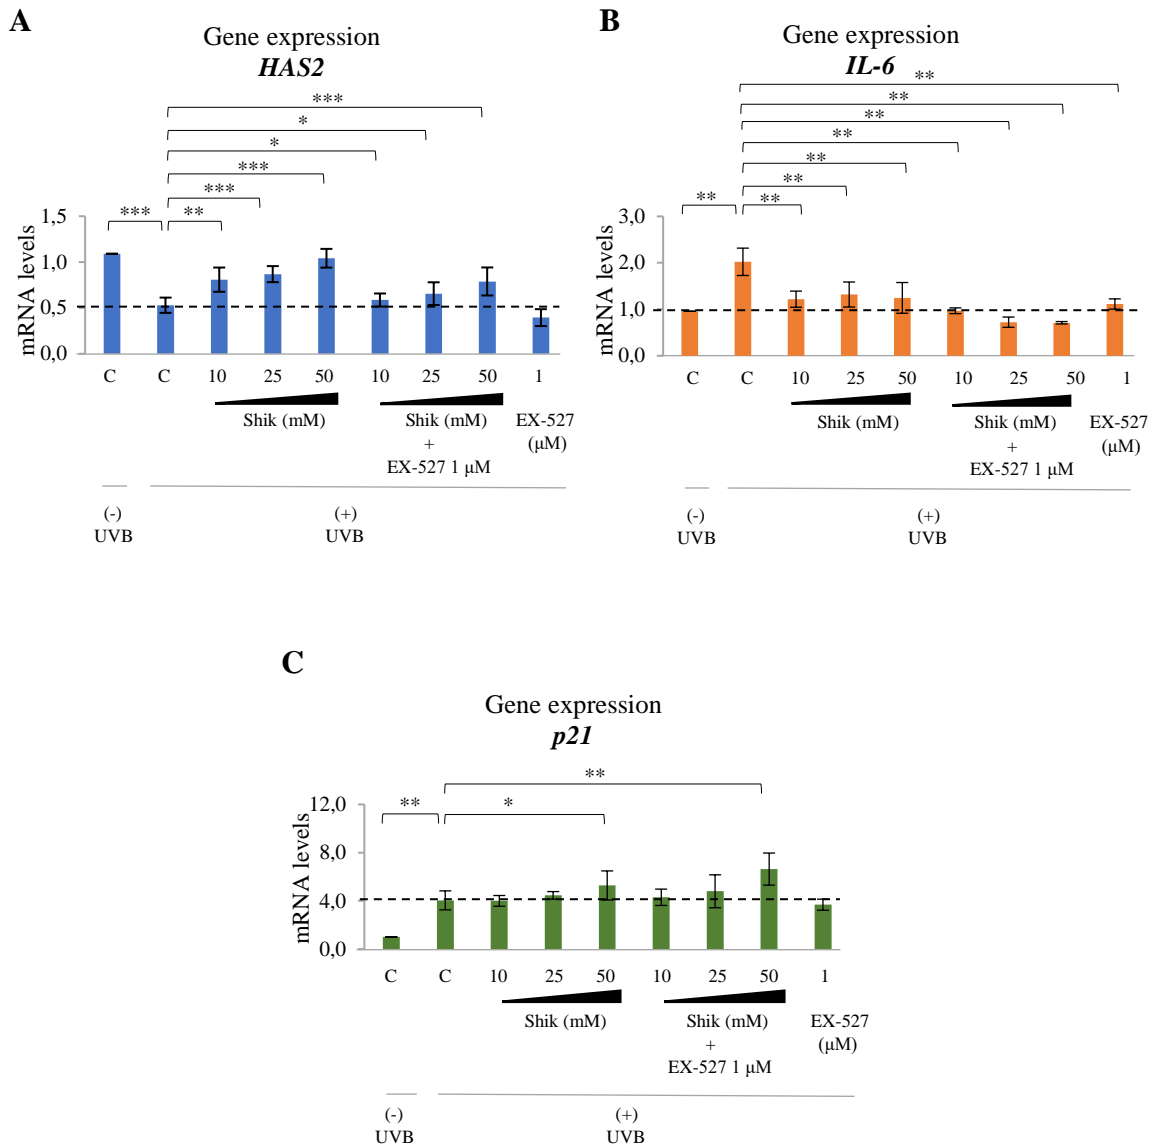 A
Gene expression
HAS2
***
*
*
***
***
***
**
mRNA levels
1,5
1,0
0,5
0,0
C
C
10
25
50
10
25
50
1
Shik (mM)
Shik (mM)
+
EX-527 1 μM
EX-527
(μM)
(-)
UVB
(+)
UVB
B
Gene expression
IL-6
**
**
**
**
**
**
**
**
mRNA levels
3,0
2,0
1,0
0,0
C
C
10
25
50
10
25
50
1
Shik (mM)
Shik (mM)
+
EX-527 1 μM
EX-527
(μM)
(-)
UVB
(+)
UVB
C
Gene expression
p21
**
**
*
mRNA levels
12,0
8,0
4,0
0,0
C
C
10
25
50
10
25
50
1
Shik (mM)
Shik (mM)
+
EX-527 1 μM
EX-527
(μM)
(-)
UVB
(+)
UVB